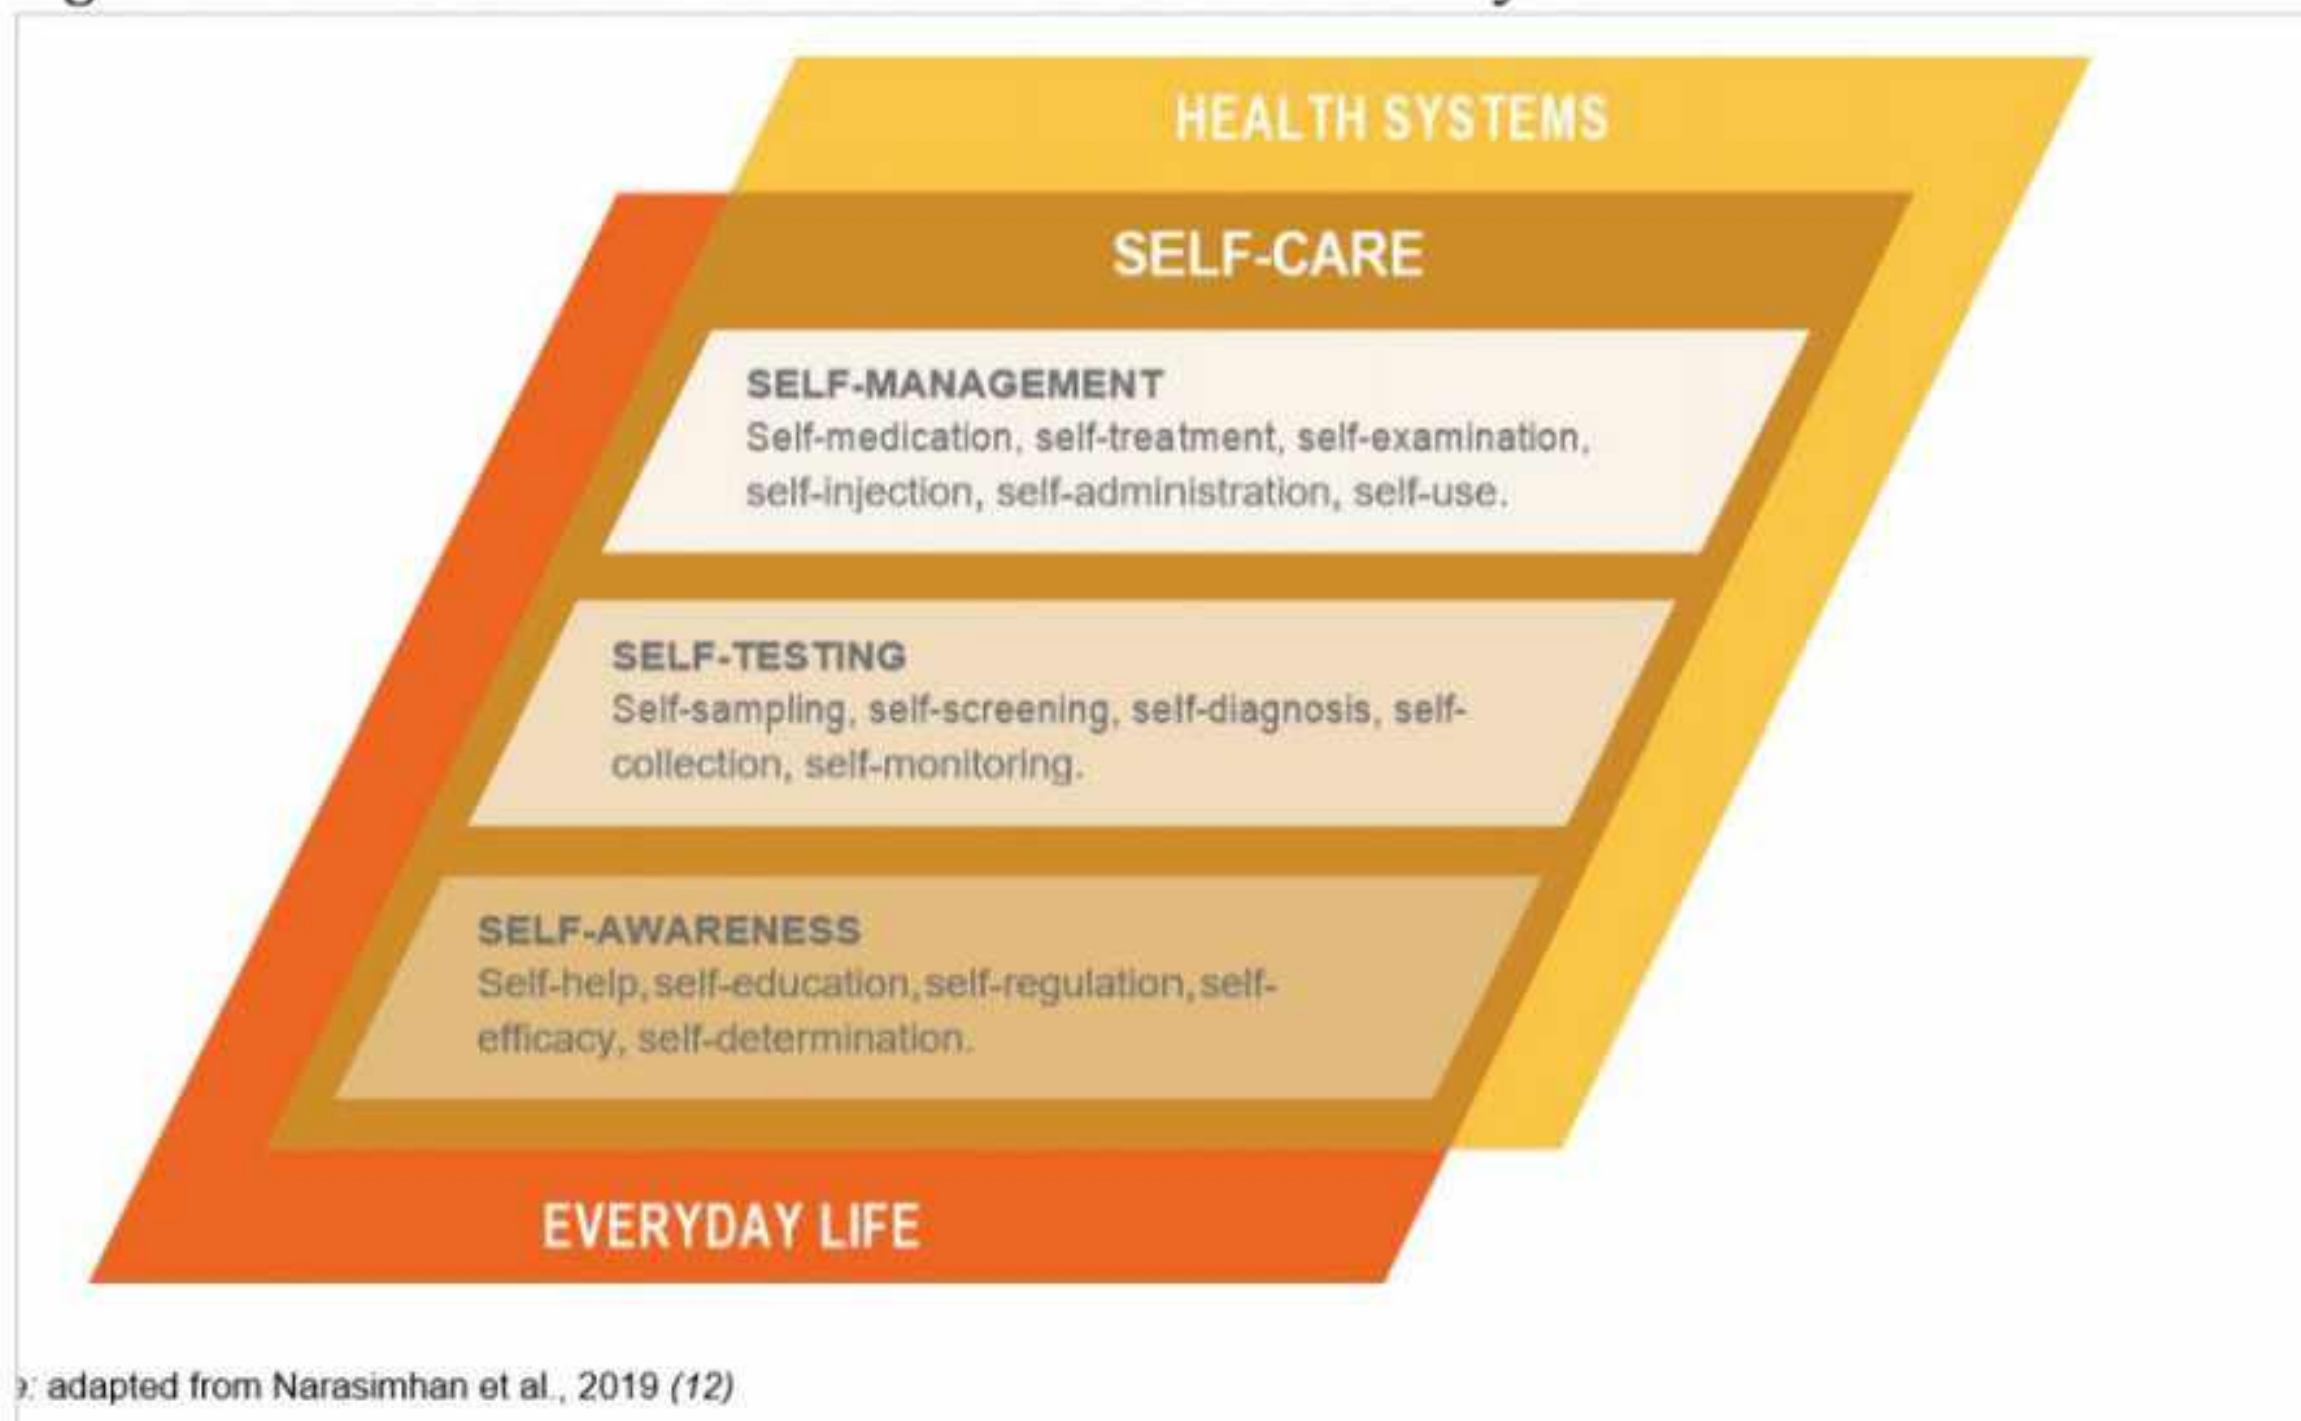 HEALTH SYSTEMS
SELF-CARE
SELF-MANAGEMENT
Self-medication, self-treatment, self-examination,
self-injection, self-administration, self-use.
SELF-TESTING
Self-sampling, self-screening, self-diagnosis, self-
collection, self-monitoring.
SELF-AWARENESS
Self-help, self-education, self-regulation, self-
efficacy, self-determination.
EVERYDAY LIFE
adapted from Narasimhan et al., 2019 (12)